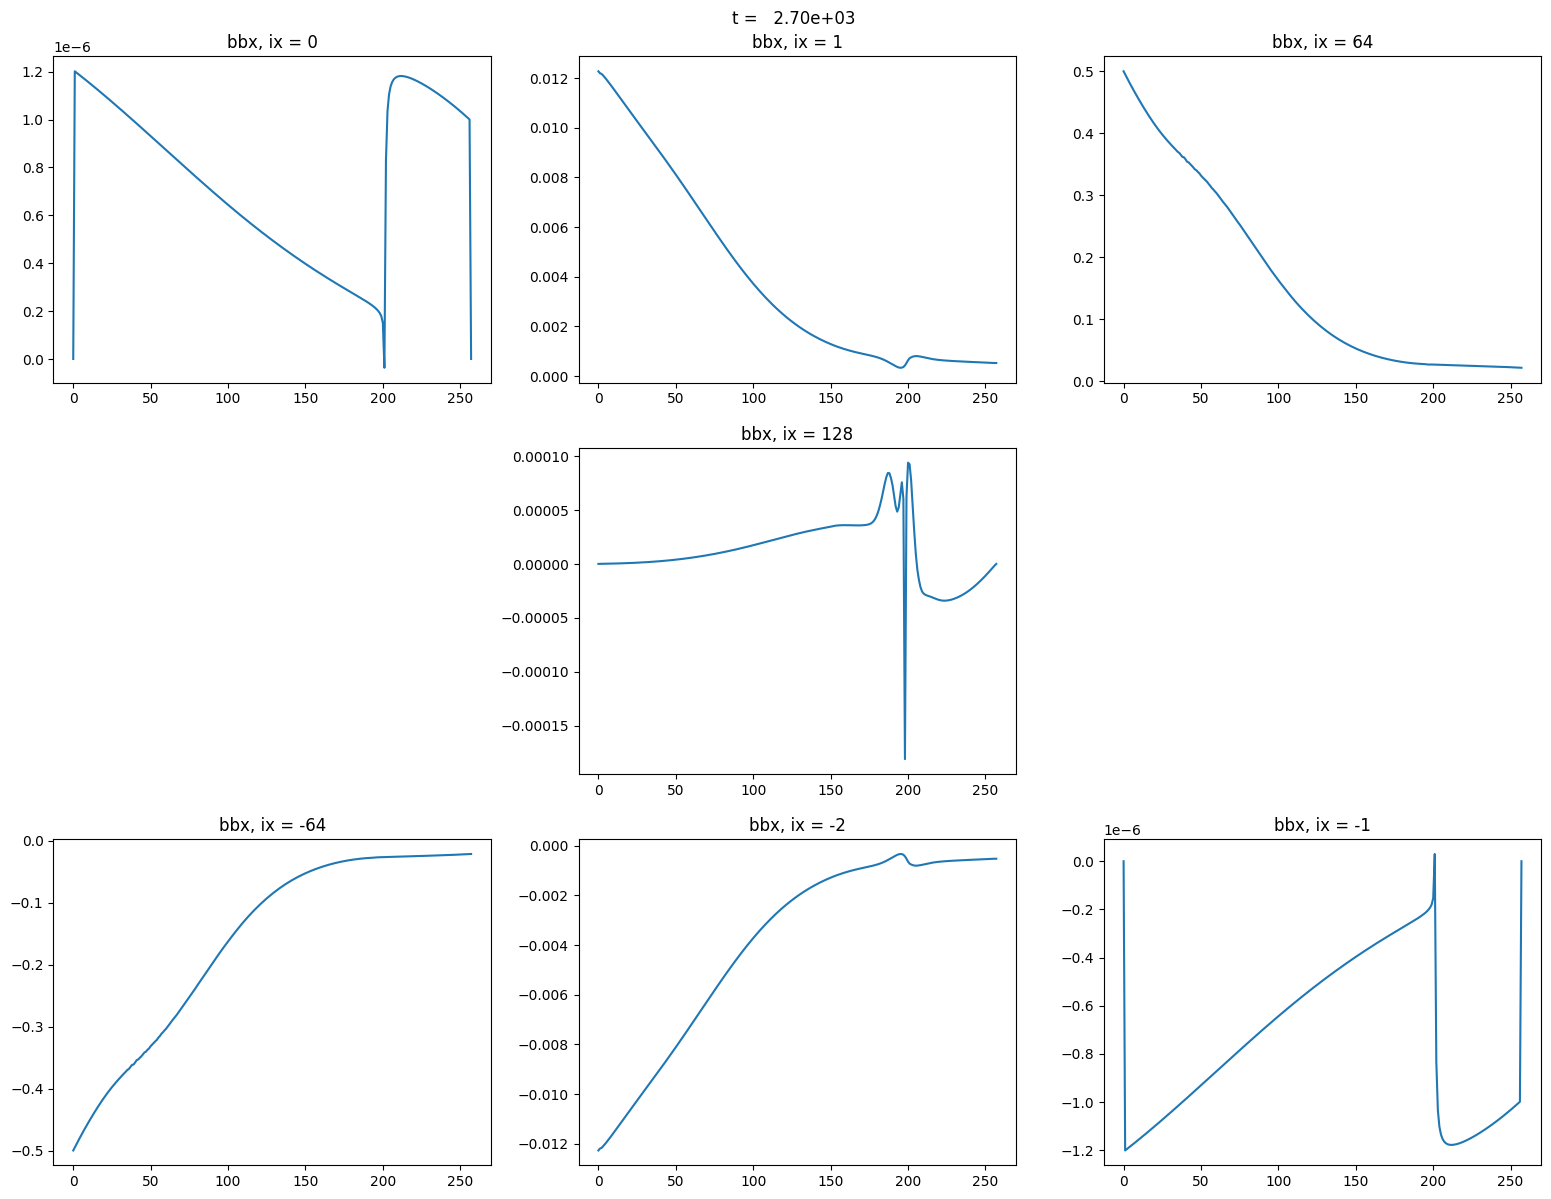 t =   2.70e+03
bbx, ix = 0
1e−6
1.2
1.0
0.8
0.6
0.4
0.2
0.0
0 50 100 150 200 250
bbx, ix = 1
0.012
0.010
0.008
0.006
0.004
0.002
0.000
0 50 100 150 200 250
bbx, ix = 64
0.5
0.4
0.3
0.2
0.1
0.0
0 50 100 150 200 250
bbx, ix = 128
0.00010
0.00005
0.00000
−0.00005
−0.00010
−0.00015
0 50 100 150 200 250
bbx, ix = -64
0.0
−0.1
−0.2
−0.3
−0.4
−0.5
0 50 100 150 200 250
bbx, ix = -2
0.000
−0.002
−0.004
−0.006
−0.008
−0.010
−0.012
0 50 100 150 200 250
bbx, ix = -1
1e−6
0.0
−0.2
−0.4
−0.6
−0.8
−1.0
−1.2
0 50 100 150 200 250